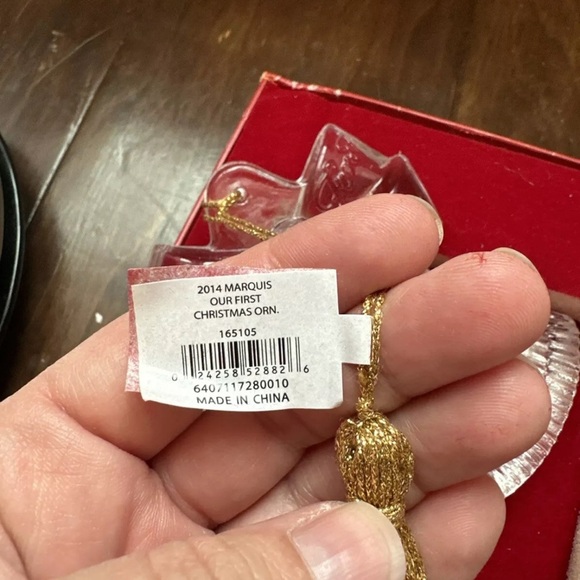 2014 MARQUIS
OUR FIRST
CHRISTMAS ORN.
165105
0 24258 52882 6
6407117280010
MADE IN CHINA